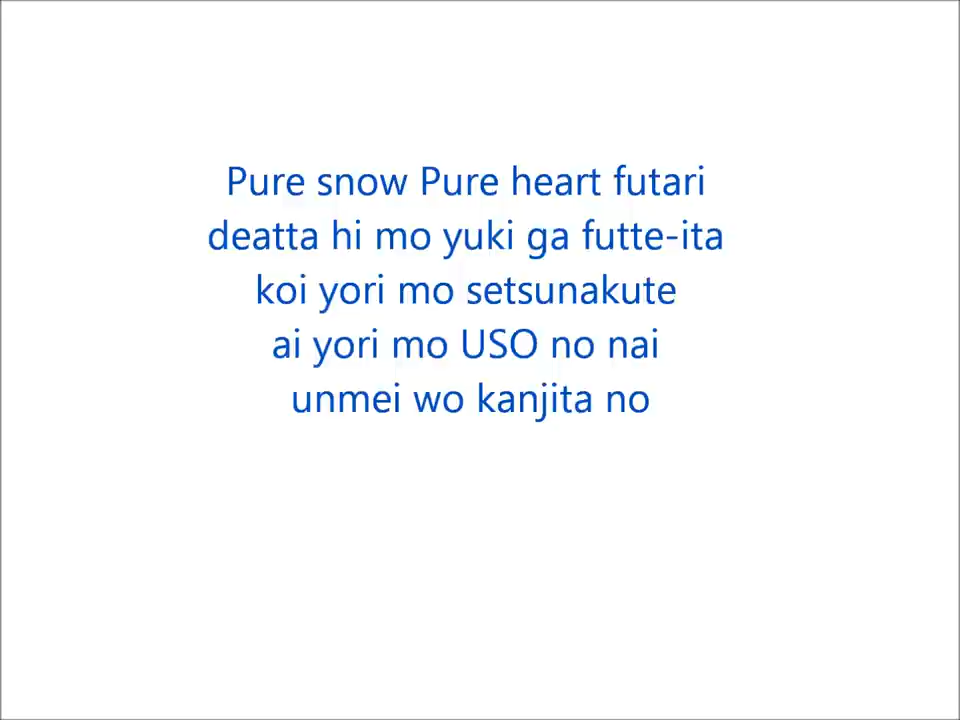 Pure snow Pure heart futari
deatta hi mo yuki ga futte-ita
koi yori mo setsunakute
ai yori mo USO no nai
unmei wo kanjita no